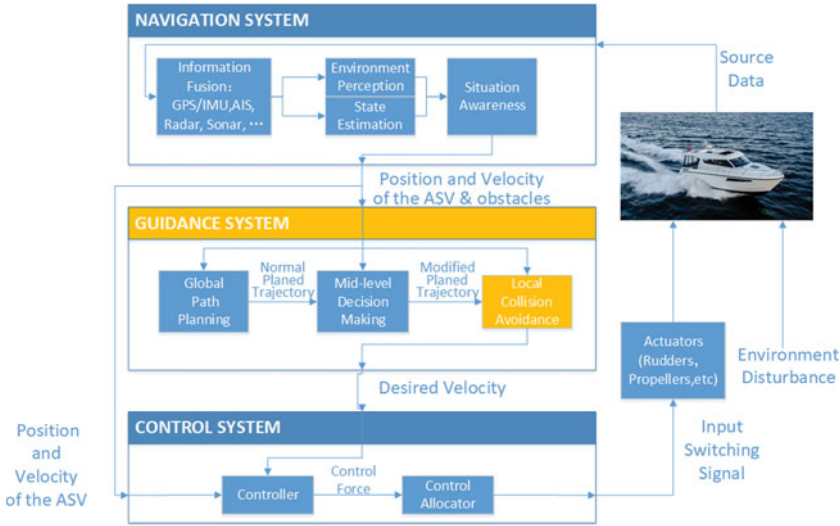 NAVIGATION SYSTEM
Information
Fusion：
GPS/IMU,AIS,
Radar, Sonar, ···
Environment
Perception
State
Estimation
Situation
Awareness
Source
Data
Position and Velocity
of the ASV & obstacles
GUIDANCE SYSTEM
Global
Path
Planning
Normal
Planed
Trajectory
Mid-level
Decision
Making
Modified
Planed
Trajectory
Local
Collision
Avoidance
Actuators
(Rudders，
Propellers,etc)
Environment
Disturbance
Desired Velocity
Position
and
Velocity
of the ASV
CONTROL SYSTEM
Controller
Control
Force
Control
Allocator
Input
Switching
Signal